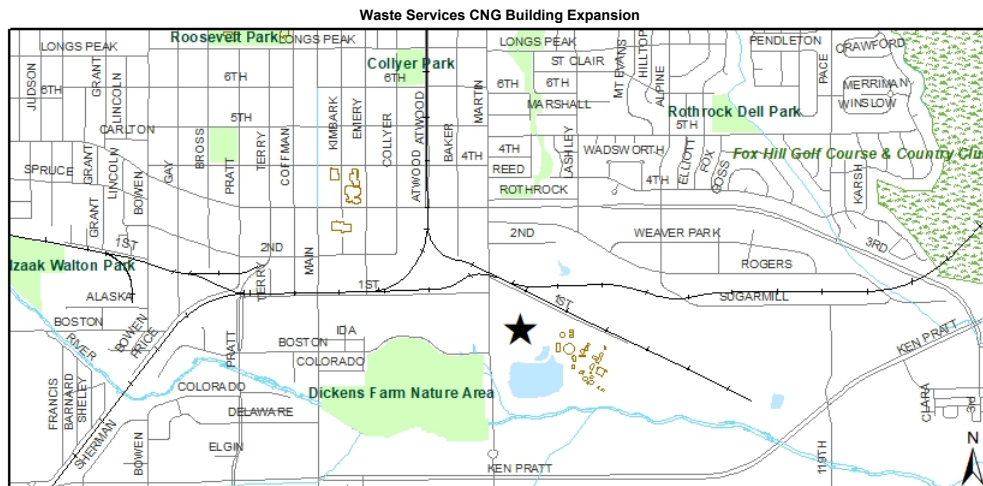 Waste Services CNG Building Expansion
LONGS PEAK
Roosevelt Park
LONGS PEAK
LONGS PEAK
PENDLETON
CRAWFORD
ST CLAIR
MT EVANS
HILLTOP
ALPINE
PACE
JUDSON
6TH
GRANT
LINCOLN
6TH
Collyer Park
6TH
6TH
6TH
MERRIMAN
WINSLOW
MARSHALL
ATWOOD
MARTIN
5TH
CARLTON
KIMBARK
EMERY
COLLYER
Rothrock Dell Park
5TH
BROSS
TERRY
COFFMAN
BAKER
4TH
4TH
ASHLEY
WADSWORTH
Fox Hill Golf Course & Country Clu
SPRUCE
GRANT
LINCOLN
BOWEN
GAY
PRATT
ATWOOD
REED
ROTHROCK
4TH
ELLIOTT
FOX
GOSS
KARSH
GRANT
1ST
2ND
MAIN
2ND
WEAVER PARK
3RD
Izaak Walton Park
TERRY
ROGERS
ALASKA
1ST
1ST
SUGARMILL
BOSTON
RIVER
BOWEN
PRICE
PRATT
IDA
BOSTON
COLORADO
KEN PRATT
FRANCIS
BARNARD
SHELEY
COLORADO
Dickens Farm Nature Area
DELAWARE
CLARA
3rd
SHERMAN
BOWEN
ELGIN
KEN PRATT
119TH
N